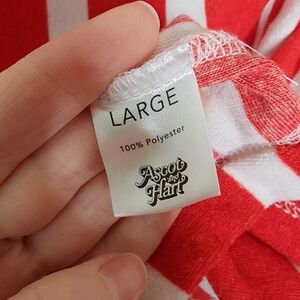 LARGE
100% Polyester
Ascot
and
Hart